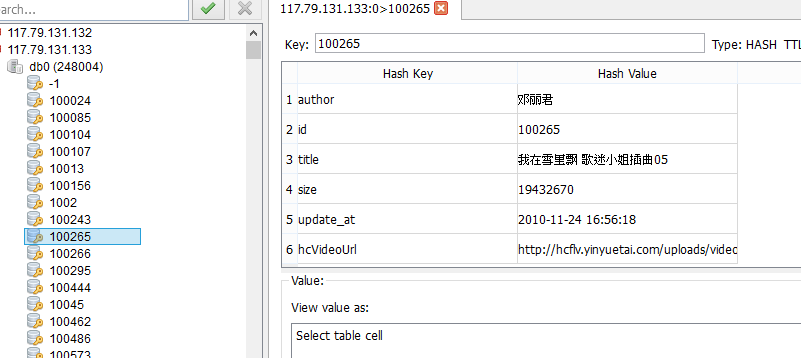 earch...
117.79.131.132
117.79.131.133
db0 (248004)
-1
100024
100085
100104
100107
10013
100156
1002
100243
100265
100266
100295
100444
10045
100462
100486
100573
117.79.131.133:0>100265
Key: 100265 Type: HASH TTL
Hash Key Hash Value
1 author 邓丽君
2 id 100265
3 title 我在雪里飘 歌迷小姐插曲05
4 size 19432670
5 update_at 2010-11-24 16:56:18
6 hcVideoUrl http://hcflv.yinyuetai.com/uploads/video
Value:
View value as:
Select table cell